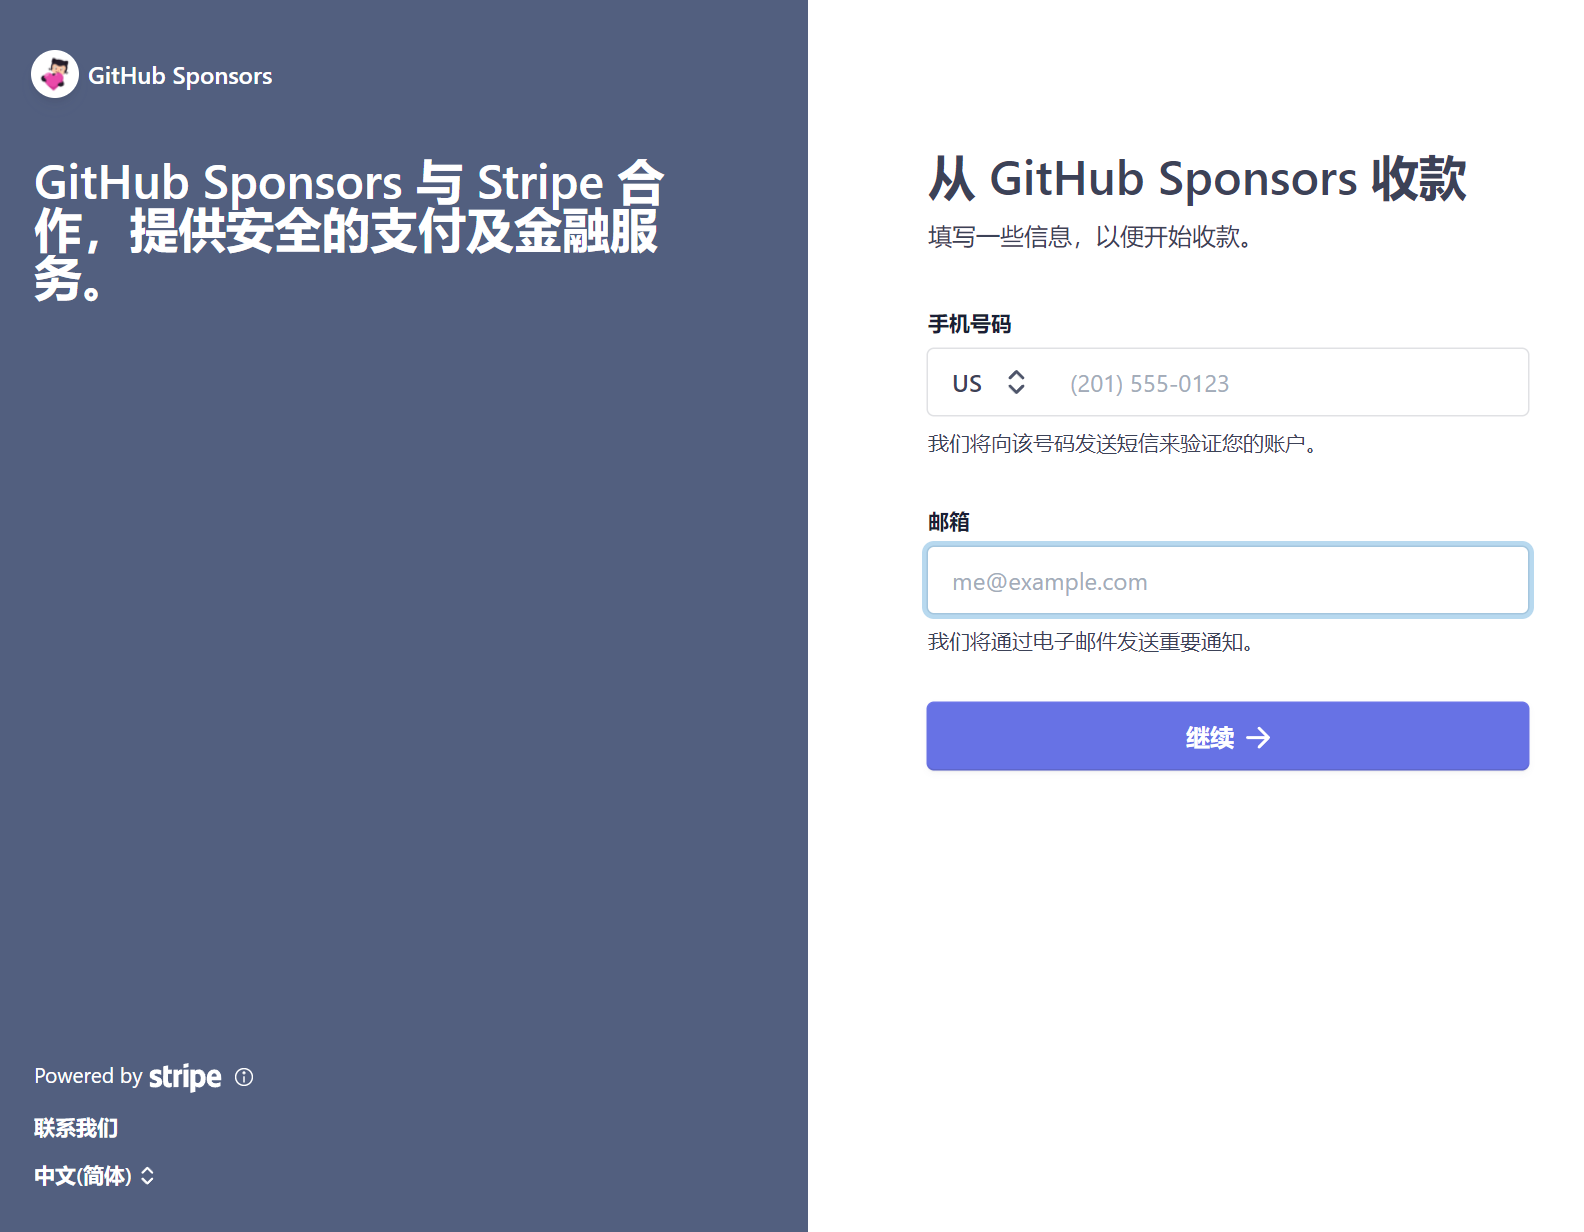 GitHub Sponsors
GitHub Sponsors 与 Stripe 合
作，提供安全的支付及金融服
务。
Powered by stripe
联系我们
中文(简体)
从 GitHub Sponsors 收款
填写一些信息，以便开始收款。
手机号码
US (201) 555-0123
我们将向该号码发送短信来验证您的账户。
邮箱
me@example.com
我们将通过电子邮件发送重要通知。
继续 →